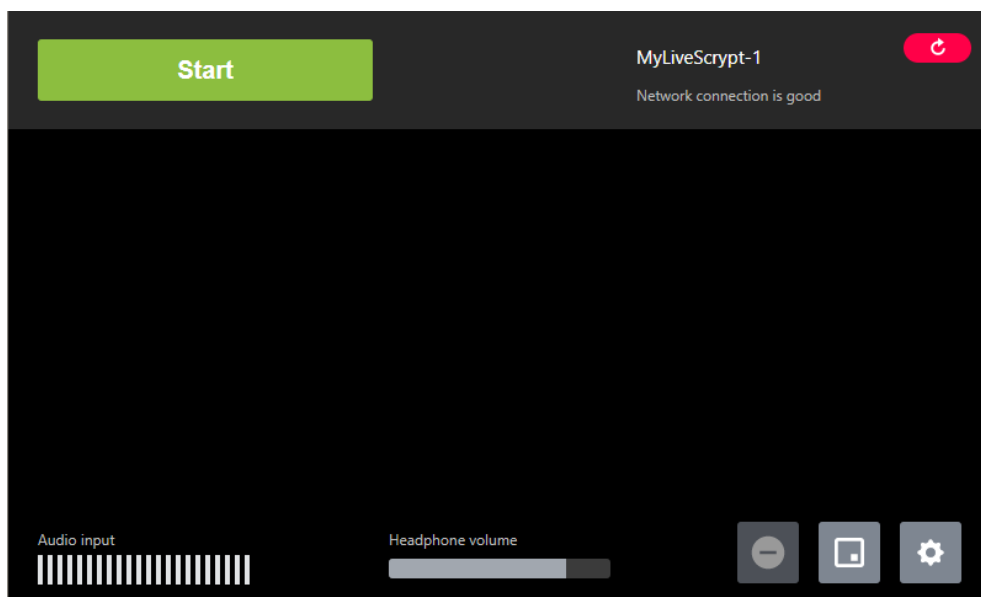 Start
MyLiveScrypt-1
Network connection is good
Audio input
Headphone volume